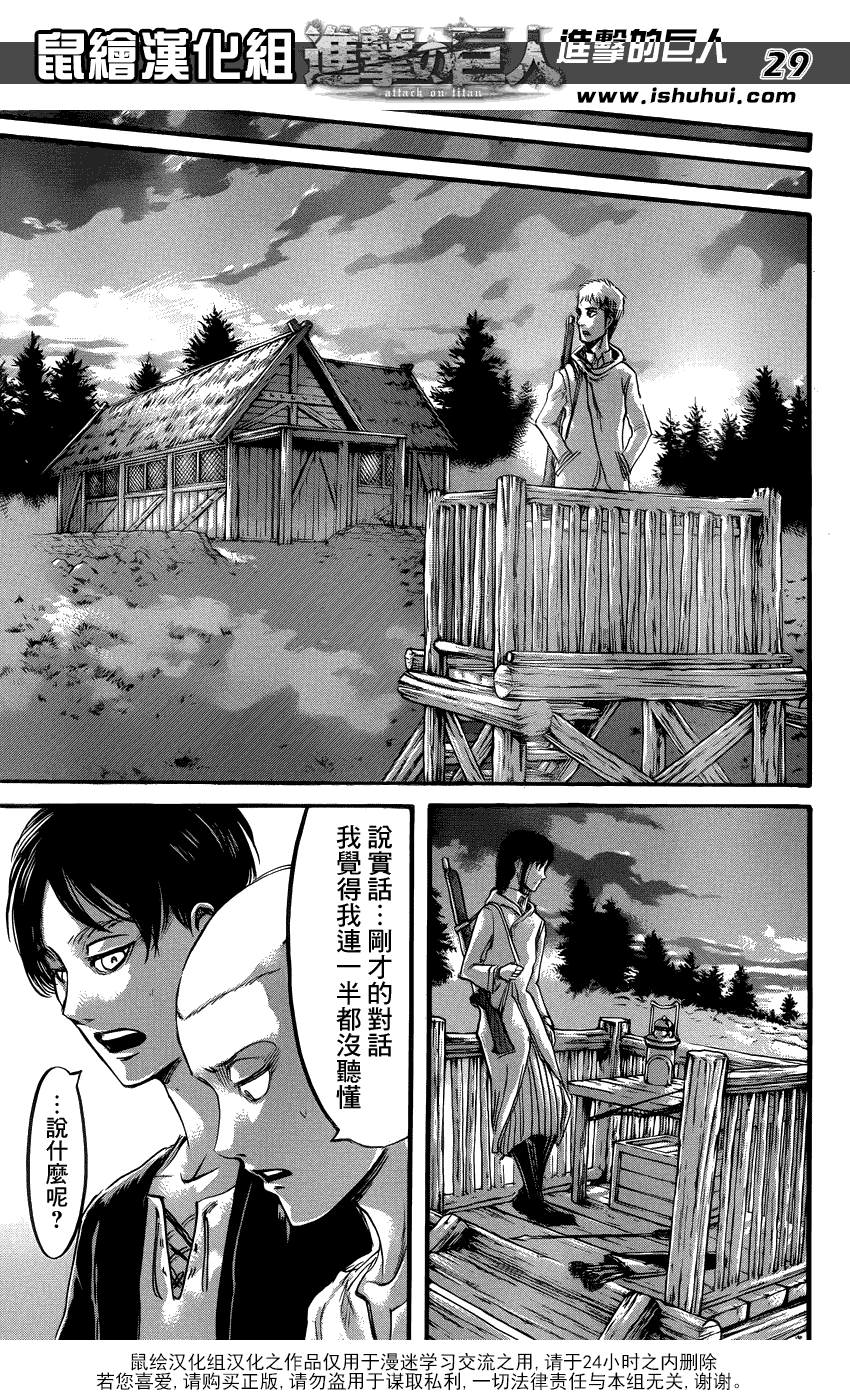 鼠繪漢化組
進撃の巨人
attack on titan
進撃的巨人
29
www.ishuhui.com
說實話…剛才的對話
我覺得我連一半都沒聽懂
…說什麼呢?
鼠绘汉化组汉化之作品仅用于漫迷学习交流之用,请于24小时之内删除
若您喜爱,请购买正版,请勿盗用于谋取私利,一切法律责任与本组无关,谢谢。